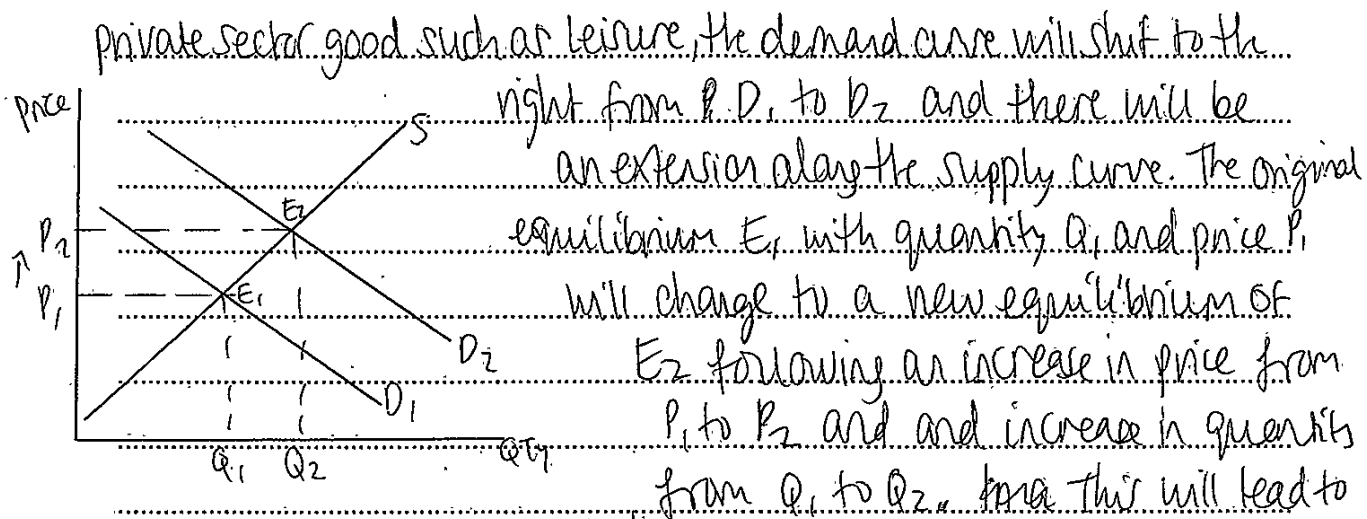 private sector good such as leisure, the demand curve will shift to the
Price
right from D1 to D2 and there will be
S
an extension along the supply curve. The original
E2
P2
equilibrium E1 with quantity Q1 and price P1
↑
P1
E1
will change to a new equilibrium of
D2
E2 following an increase in price from
D1
P1 to P2 and and increase in quantity
Q1 Q2
QTY
from Q1 to Q2. This will lead to